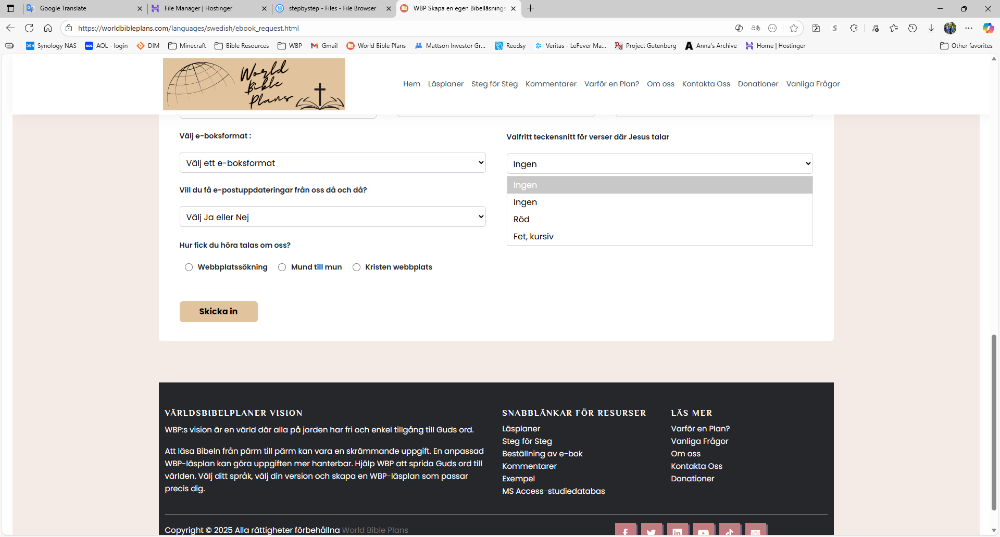 Google Translate
File Manager | Hostinger
stepbystep - Files - File Browser
WBP Skapa en egen Bibelläsnings
https://worldbibleplans.com/languages/swedish/ebook_request.html
Synology NAS
AOL - login
DIM
Minecraft
Bible Resources
WBP
Gmail
World Bible Plans
Mattson Investor Gr...
Reedsy
Veritas - LeFever Ma...
Project Gutenberg
Anna's Archive
Home | Hostinger
Other favorites
World
Bible
Plans
Hem
Läsplaner
Steg för Steg
Kommentarer
Varför en Plan?
Om oss
Kontakta Oss
Donationer
Vanliga Frågor
Välj e-boksformat :
Välj ett e-boksformat
Vill du få e-postuppdateringar från oss då och då?
Välj Ja eller Nej
Hur fick du höra talas om oss?
Webbplatssökning
Mund till mun
Kristen webbplats
Valfritt teckensnitt för verser där Jesus talar
Ingen
Ingen
Ingen
Röd
Fet, kursiv
Skicka in
VÄRLDSBIBELPLANER VISION
WBP:s vision är en värld där alla på jorden har fri och enkel tillgång till Guds ord.
Att läsa Bibeln från pärm till pärm kan vara en skrämmande uppgift. En anpassad
WBP-läsplan kan göra uppgiften mer hanterbar. Hjälp WBP att sprida Guds ord till
världen. Välj ditt språk, välj din version och skapa en WBP-läsplan som passar
precis dig.
SNABBLÄNKAR FÖR RESURSER
Läsplaner
Steg för Steg
Beställning av e-bok
Kommentarer
Exempel
MS Access-studiedatabas
LÄS MER
Varför en Plan?
Vanliga Frågor
Om oss
Kontakta Oss
Donationer
Copyright © 2025 Alla rättigheter förbehållna World Bible Plans